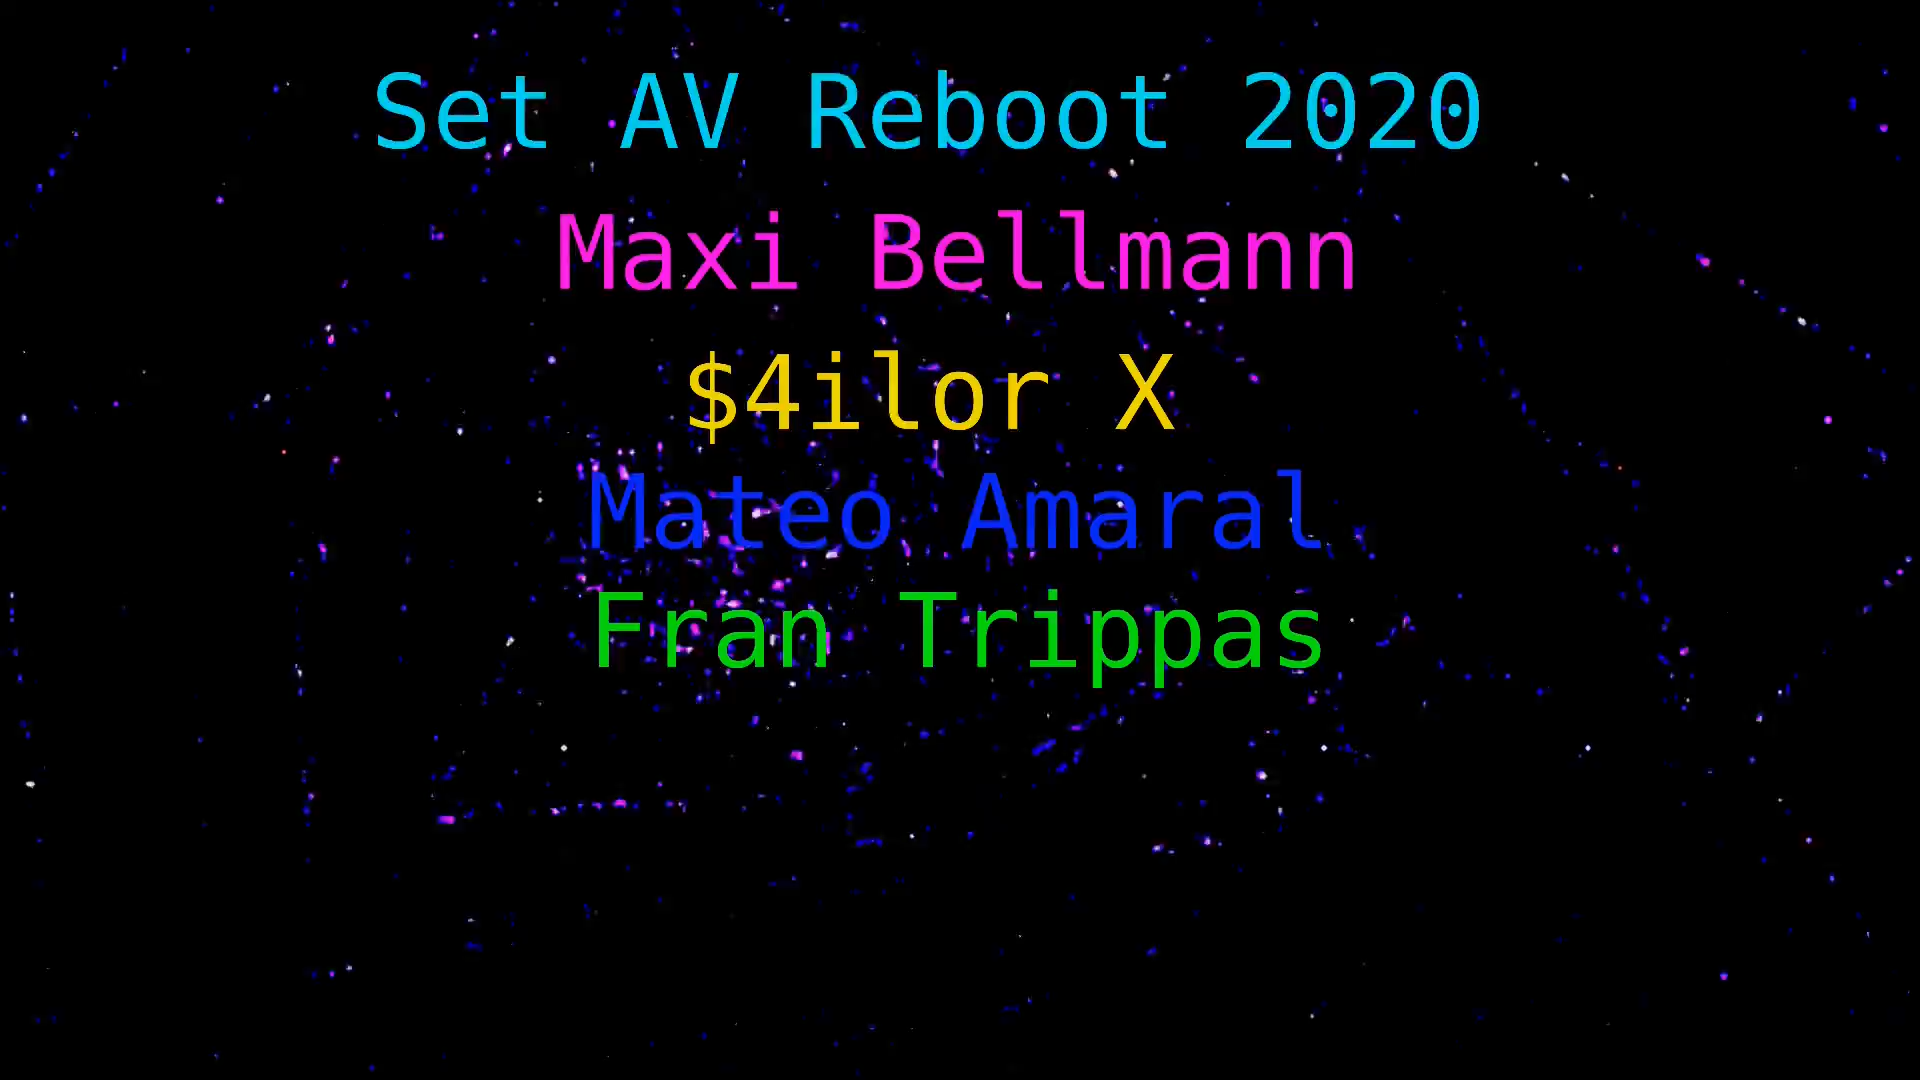 Set AV Reboot 2020
Maxi Bellmann
$4ilor X
Mateo Amaral
Fran Trippas